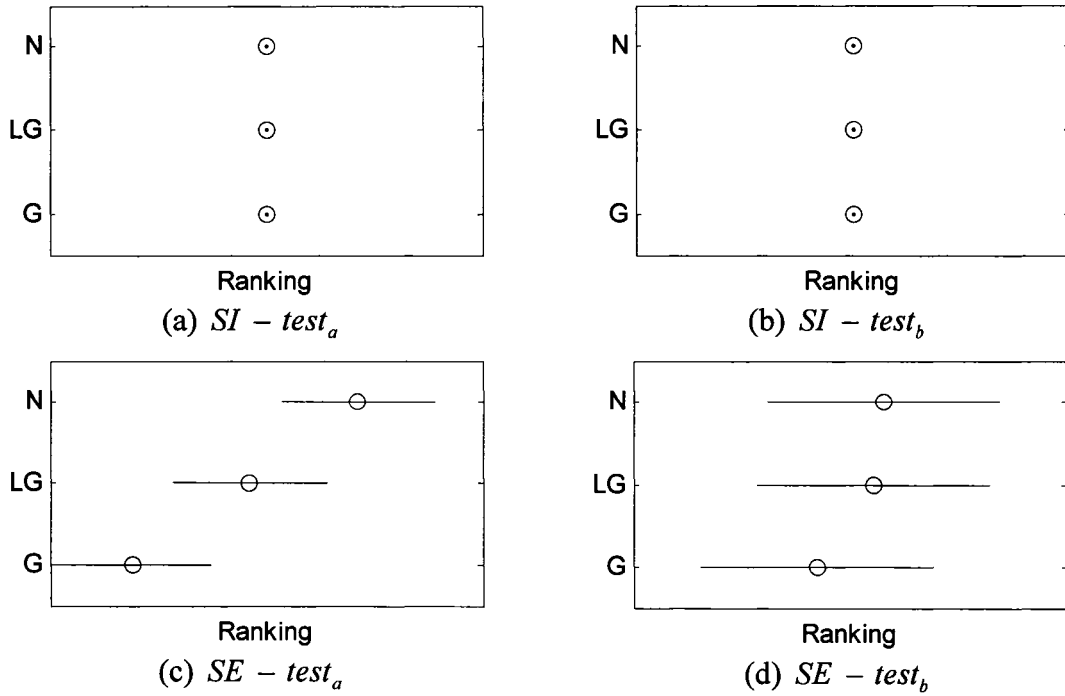 N
LG
G
Ranking
(a) SI – test_a
N
LG
G
Ranking
(b) SI – test_b
N
LG
G
Ranking
(c) SE – test_a
N
LG
G
Ranking
(d) SE – test_b